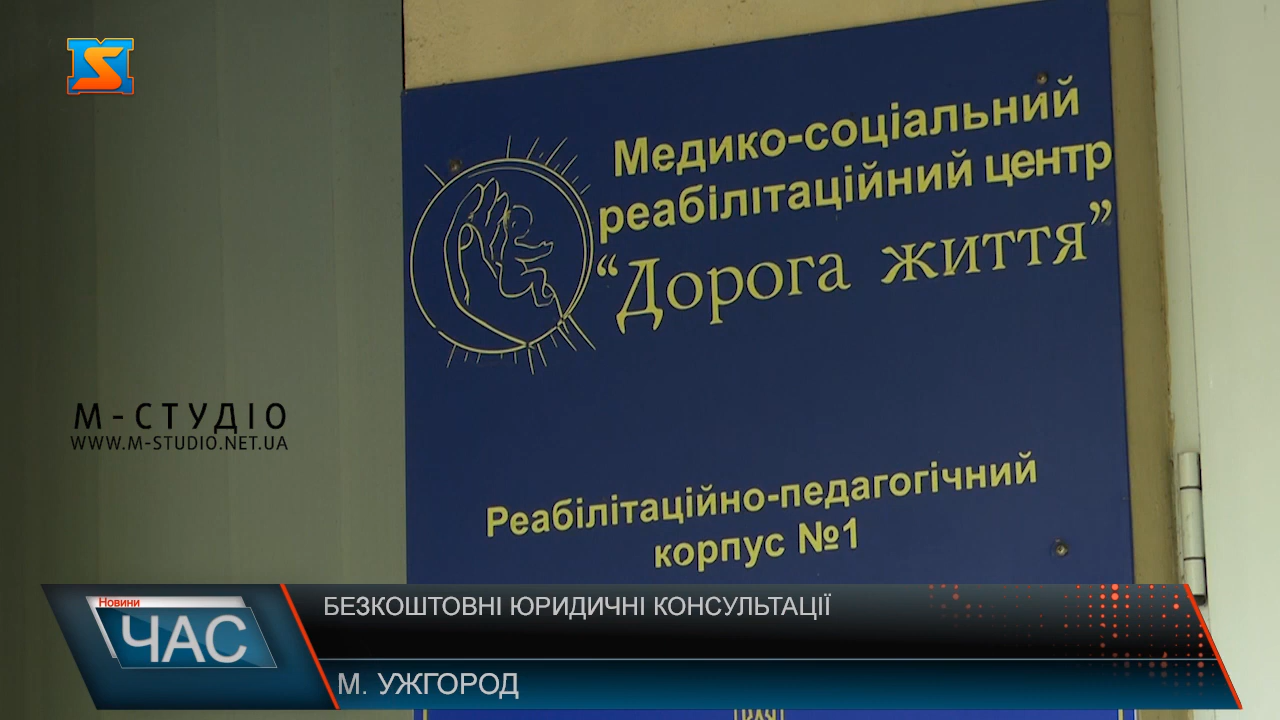 Медико-соціальний
реабілітаційний центр
“Дорога життя”
М-СТУДІО
WWW.M-STUDIO.NET.UA
Реабілітаційно-педагогічний
корпус №1
Новини
ЧАС
БЕЗКОШТОВНІ ЮРИДИЧНІ КОНСУЛЬТАЦІЇ
М. УЖГОРОД